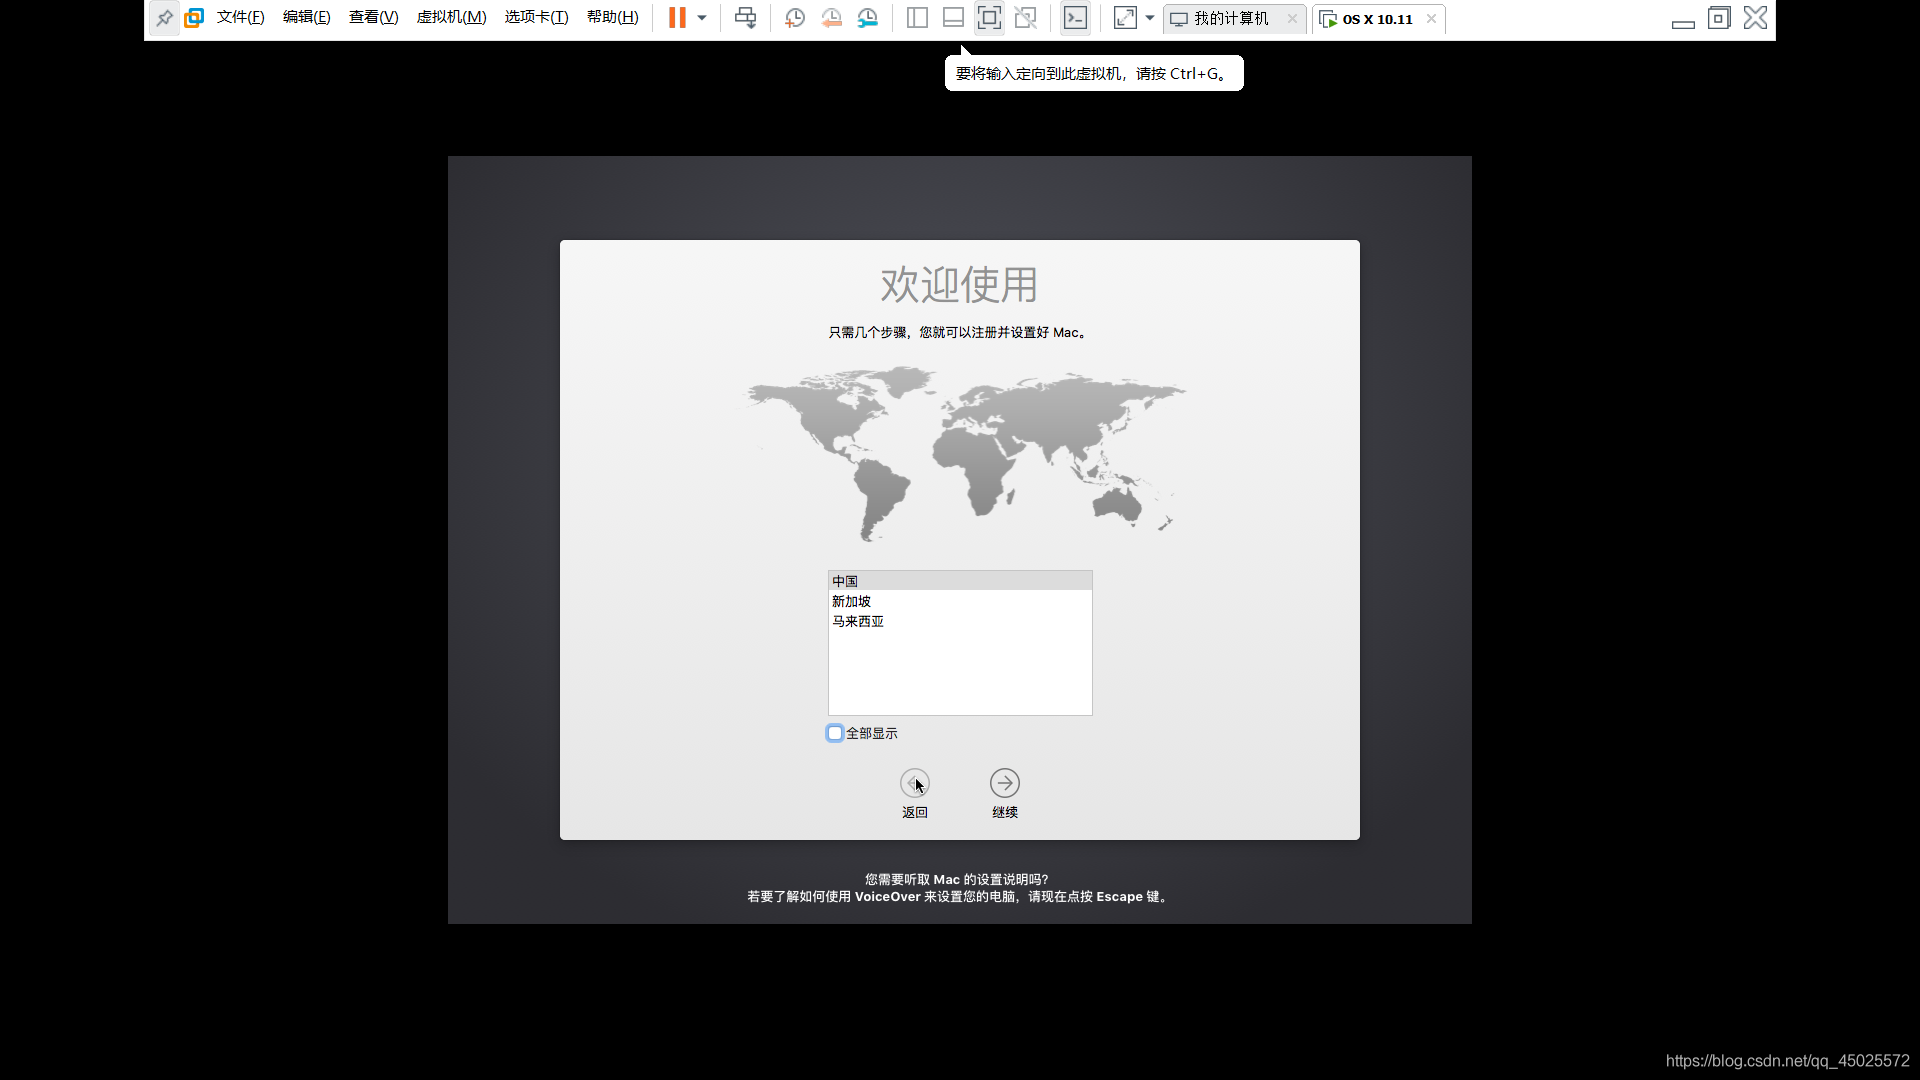 文件(F) 编辑(E) 查看(V) 虚拟机(M) 选项卡(T) 帮助(H) 我的计算机 OS X 10.11
要将输入定向到此虚拟机，请按 Ctrl+G。
欢迎使用
只需几个步骤，您就可以注册并设置好 Mac。
中国
新加坡
马来西亚
全部显示
返回 继续
您需要听取 Mac 的设置说明吗？
若要了解如何使用 VoiceOver 来设置您的电脑，请现在点按 Escape 键。
https://blog.csdn.net/qq_45025572